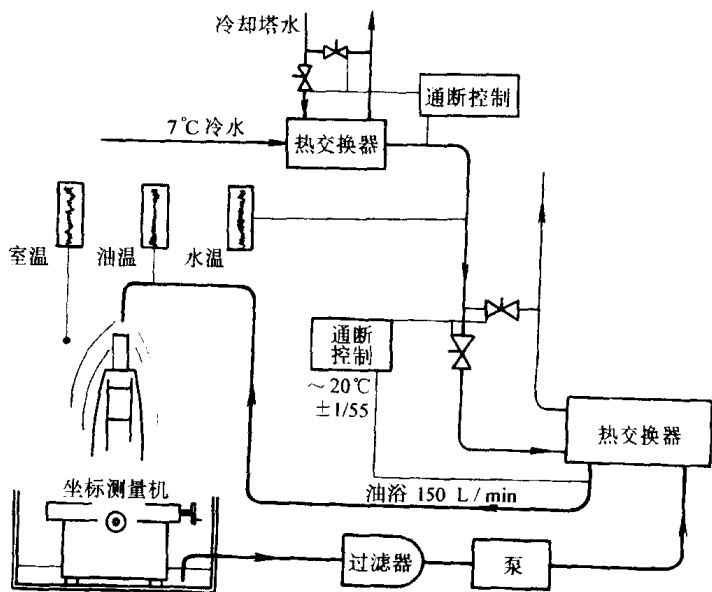 冷却塔水
通断控制
7℃冷水
热交换器
室温
油温
水温
通断
控制
~20℃
±1/55
热交换器
坐标测量机
油浴 150 L/min
过滤器
泵